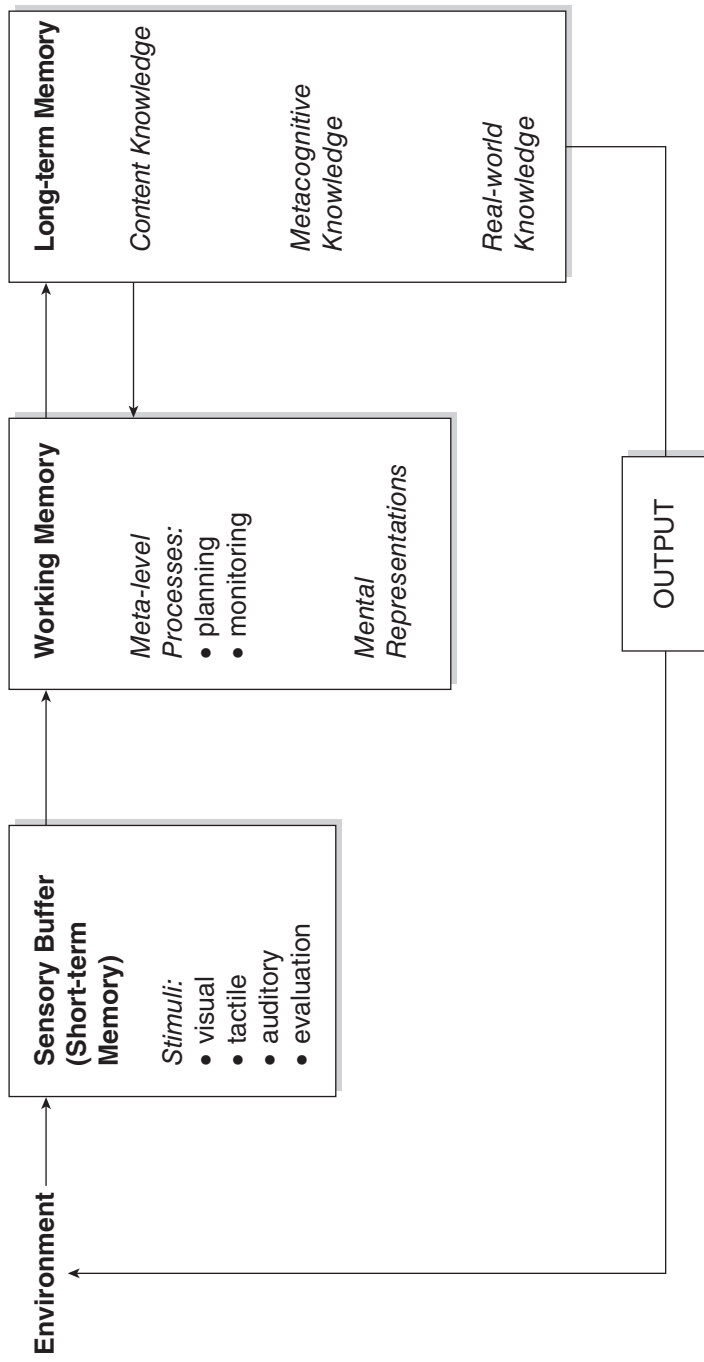 Environment
Sensory Buffer
(Short-term
Memory)
Stimuli:
• visual
• tactile
• auditory
• evaluation
Working Memory
Meta-level
Processes:
• planning
• monitoring
Mental
Representations
Long-term Memory
Content Knowledge
Metacognitive
Knowledge
Real-world
Knowledge
OUTPUT